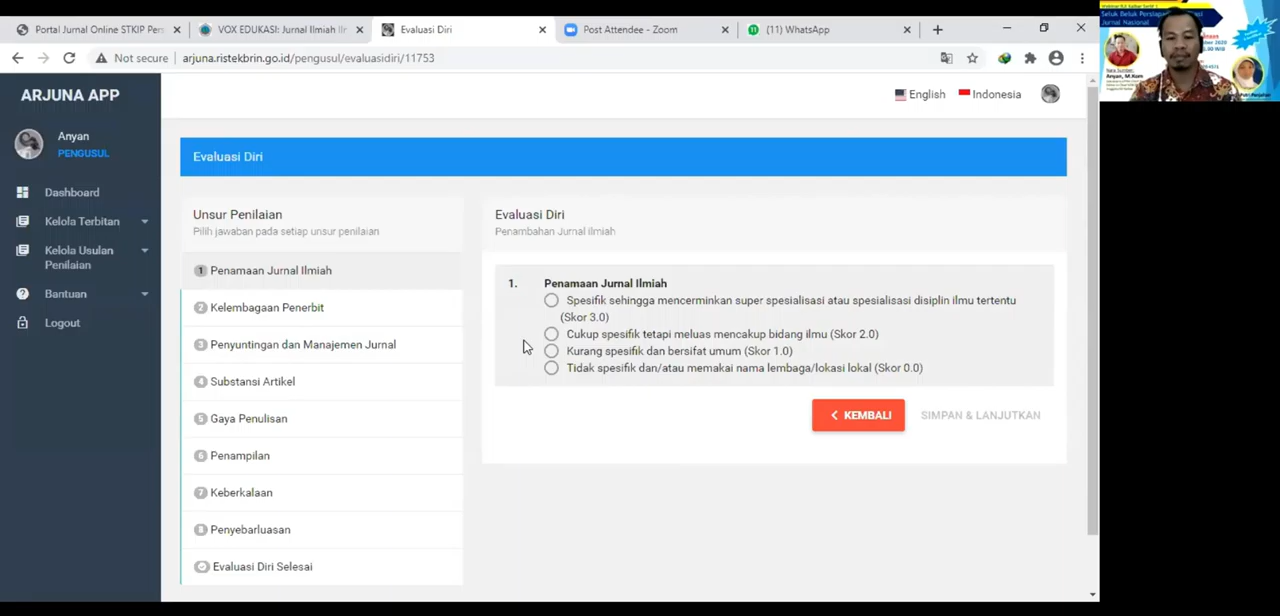 Portal Jurnal Online STKIP Pers
VOX EDUKASI: Jurnal Ilmiah Ilm
Evaluasi Diri
Post Attendee - Zoom
(11) WhatsApp
Not secure
arjuna.ristekbrin.go.id/pengusul/evaluasidiri/11753
ARJUNA APP
English
Indonesia
Anyan
PENGUSUL
Dashboard
Kelola Terbitan
Kelola Usulan
Penilaian
Bantuan
Logout
Evaluasi Diri
Unsur Penilaian
Pilih jawaban pada setiap unsur penilaian
1 Penamaan Jurnal Ilmiah
2 Kelembagaan Penerbit
3 Penyuntingan dan Manajemen Jurnal
4 Substansi Artikel
5 Gaya Penulisan
6 Penampilan
7 Keberkalaan
8 Penyebarluasan
Evaluasi Diri Selesai
Evaluasi Diri
Penambahan Jurnal ilmiah
1. Penamaan Jurnal Ilmiah
Spesifik sehingga mencerminkan super spesialisasi atau spesialisasi disiplin ilmu tertentu
(Skor 3.0)
Cukup spesifik tetapi meluas mencakup bidang ilmu (Skor 2.0)
Kurang spesifik dan bersifat umum (Skor 1.0)
Tidak spesifik dan/atau memakai nama lembaga/lokasi lokal (Skor 0.0)
KEMBALI
SIMPAN & LANJUTKAN
Jurnal Nasional
Anyan, M.Kom